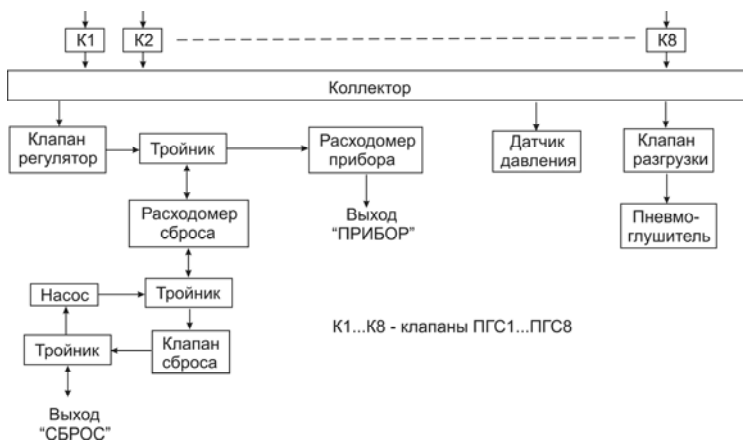 К1
К2
К8
Коллектор
Клапан
регулятор
Тройник
Расходомер
прибора
Датчик
давления
Клапан
разгрузки
Выход
“ПРИБОР”
Пневмо-
глушитель
Расходомер
сброса
Насос
Тройник
К1...К8 - клапаны ПГС1...ПГС8
Тройник
Клапан
сброса
Выход
“СБРОС”